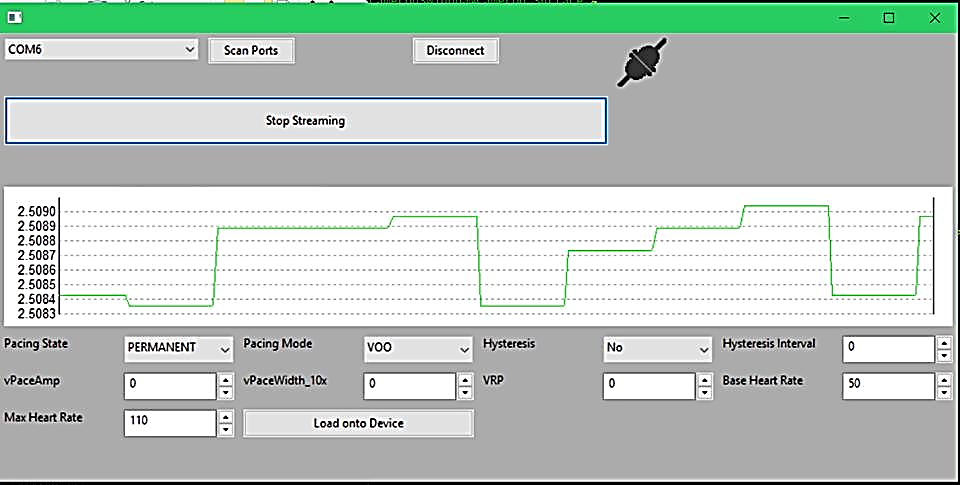 COM6 Scan Ports Disconnect
Stop Streaming
2.5090
2.5089
2.5088
2.5087
2.5086
2.5085
2.5084
2.5083
Pacing State PERMANENT Pacing Mode VOO Hysteresis No Hysteresis Interval 0
vPaceAmp 0 vPaceWidth_10x 0 VRP 0 Base Heart Rate 50
Max Heart Rate 110 Load onto Device